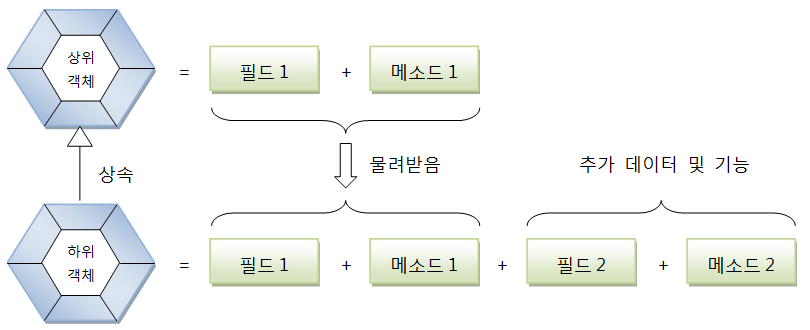 상위
객체
= 필드 1 + 메소드 1
상속
물려받음
추가 데이터 및 기능
하위
객체
= 필드 1 + 메소드 1 + 필드 2 + 메소드 2